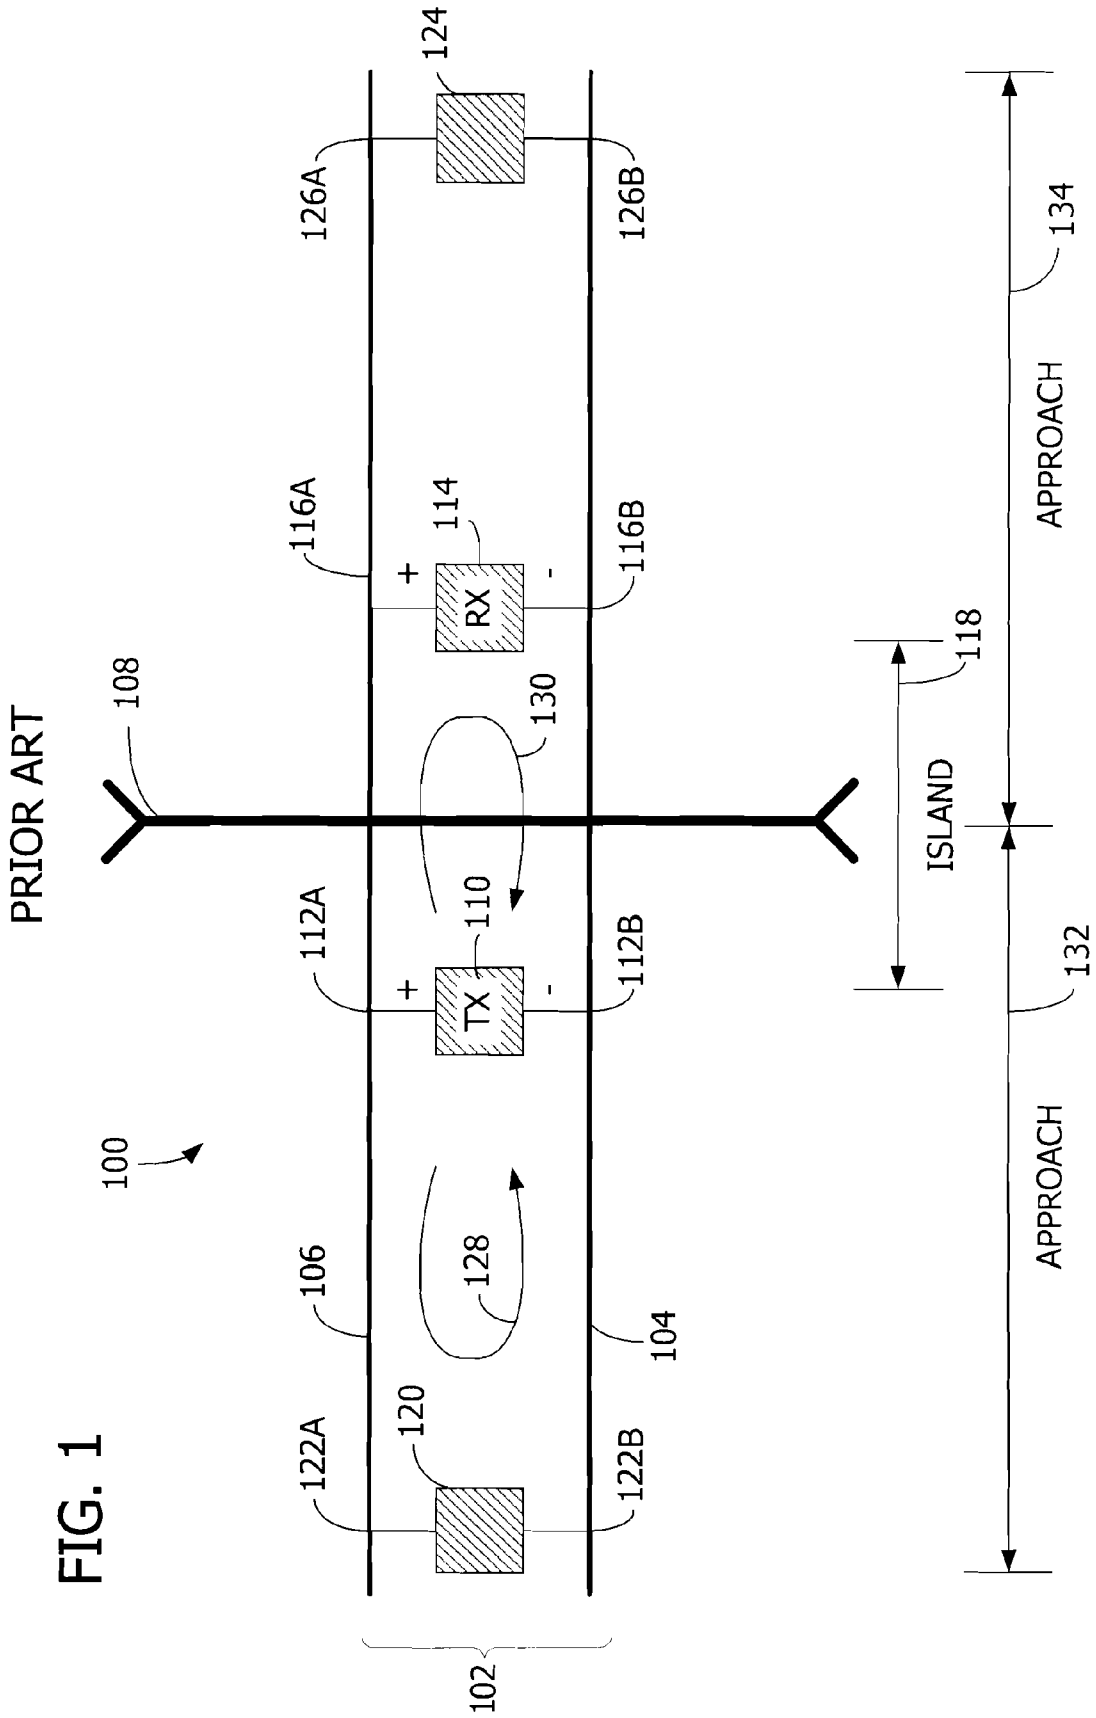 FIG. 1
PRIOR ART
100
108
122A
106
112A
116A
126A
120
128
TX
110
+
-
130
RX
114
+
-
124
102
122B
104
112B
116B
126B
ISLAND
118
APPROACH
132
APPROACH
134